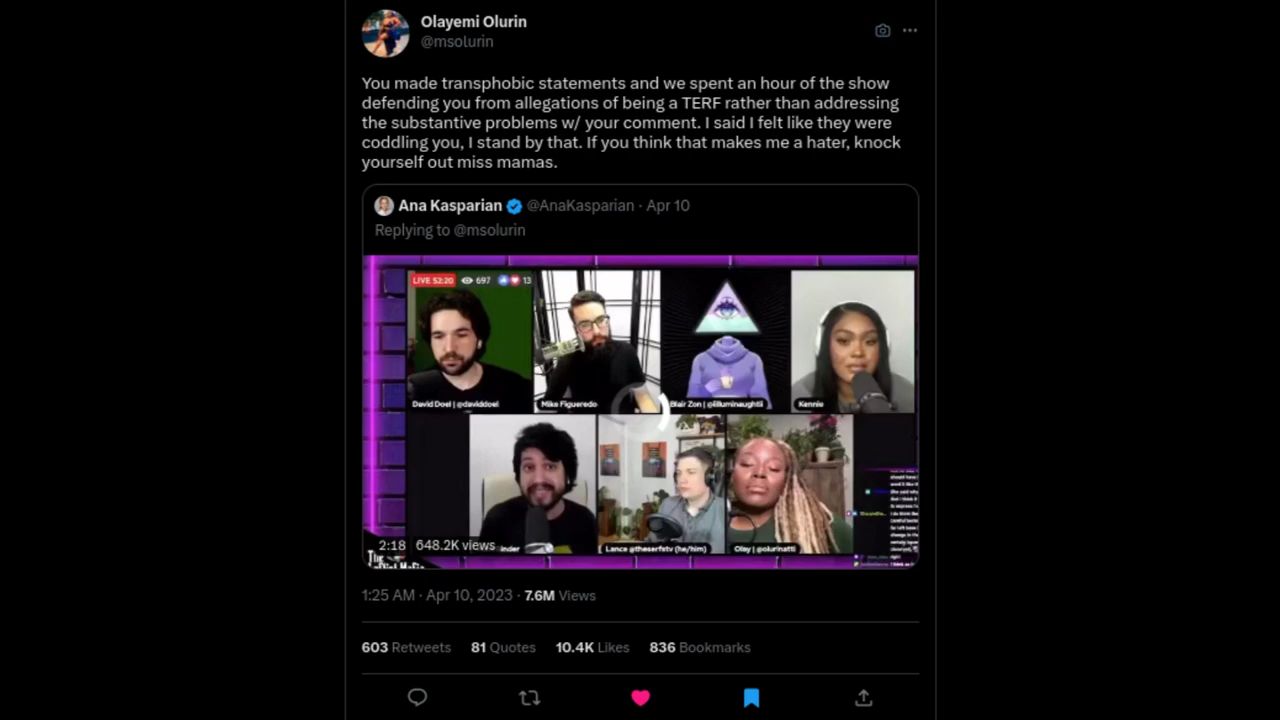 Olayemi Olurin
@msolurin
You made transphobic statements and we spent an hour of the show
defending you from allegations of being a TERF rather than addressing
the substantive problems w/ your comment. I said I felt like they were
coddling you, I stand by that. If you think that makes me a hater, knock
yourself out miss mamas.
Ana Kasparian @AnaKasparian · Apr 10
Replying to @msolurin
LIVE 52:20 697 13
David Doel | @daviddoel
Mike Figueredo
Blair Zon | @illuminaughtii
Kennie
2:18 648.2K views
Lance @theserfstv (he/him)
Olay | @olurinatti
1:25 AM · Apr 10, 2023 · 7.6M Views
603 Retweets 81 Quotes 10.4K Likes 836 Bookmarks